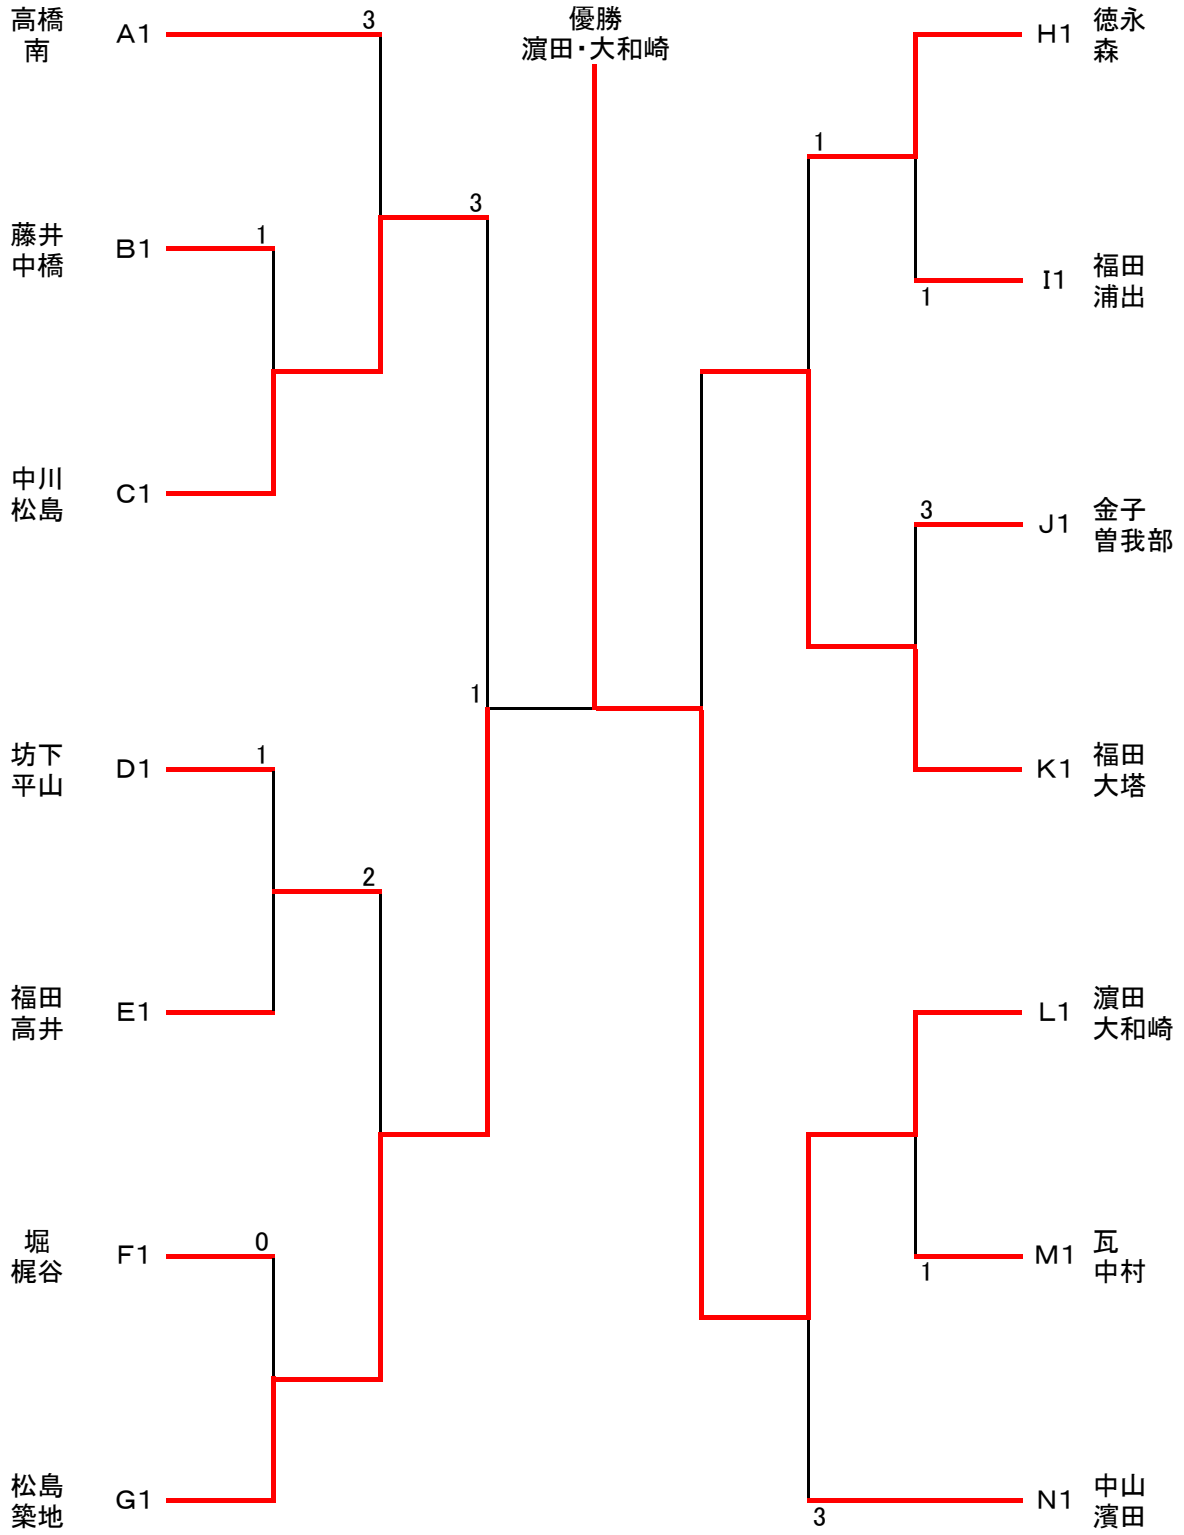 優勝
濵田・大和崎
高橋
南
A1
3
藤井
中橋
B1
1
3
中川
松島
C1
坊下
平山
D1
1
1
2
福田
高井
E1
堀
梶谷
F1
0
松島
築地
G1
H1
徳永
森
1
I1
福田
浦出
1
J1
金子
曽我部
3
K1
福田
大塔
L1
濵田
大和崎
M1
瓦
中村
1
N1
中山
濱田
3